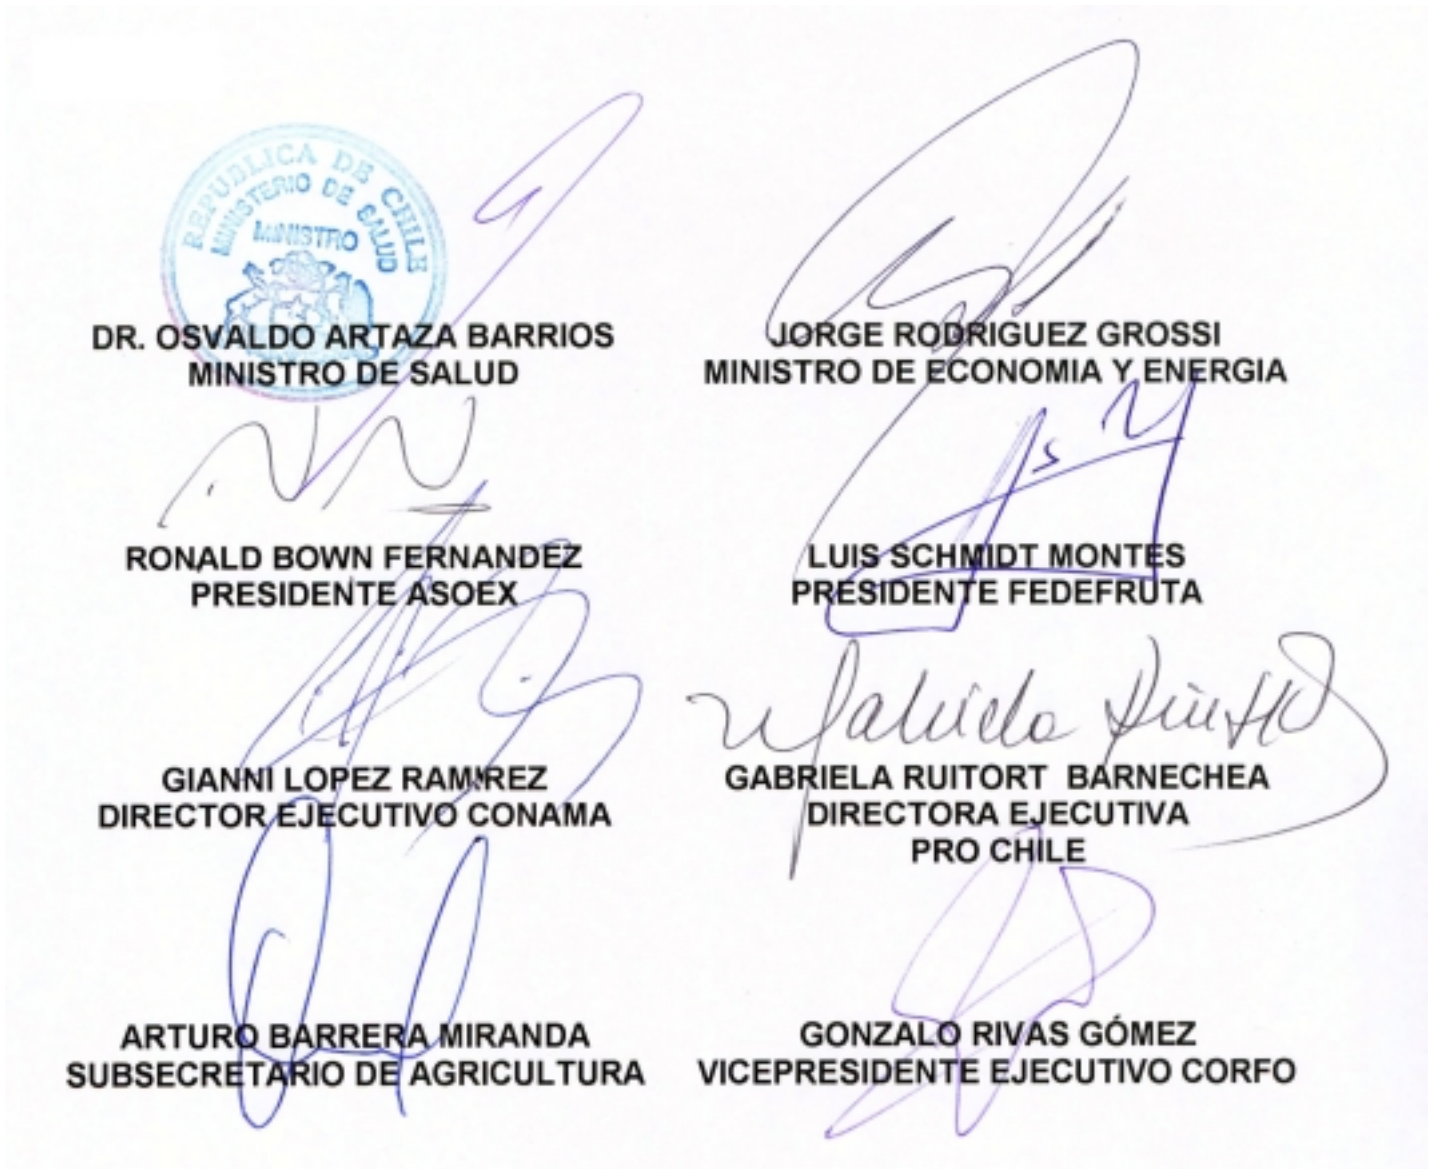 REPUBLICA DE CHILE
MINISTERIO DE SALUD
MINISTRO
DR. OSVALDO ARTAZA BARRIOS
MINISTRO DE SALUD
JORGE RODRIGUEZ GROSSI
MINISTRO DE ECONOMIA Y ENERGIA
RONALD BOWN FERNANDEZ
PRESIDENTE ASOEX
LUIS SCHMIDT MONTES
PRESIDENTE FEDEFRUTA
GIANNI LOPEZ RAMIREZ
DIRECTOR EJECUTIVO CONAMA
GABRIELA RUITORT BARNECHEA
DIRECTORA EJECUTIVA
PRO CHILE
ARTURO BARRERA MIRANDA
SUBSECRETARIO DE AGRICULTURA
GONZALO RIVAS GÓMEZ
VICEPRESIDENTE EJECUTIVO CORFO